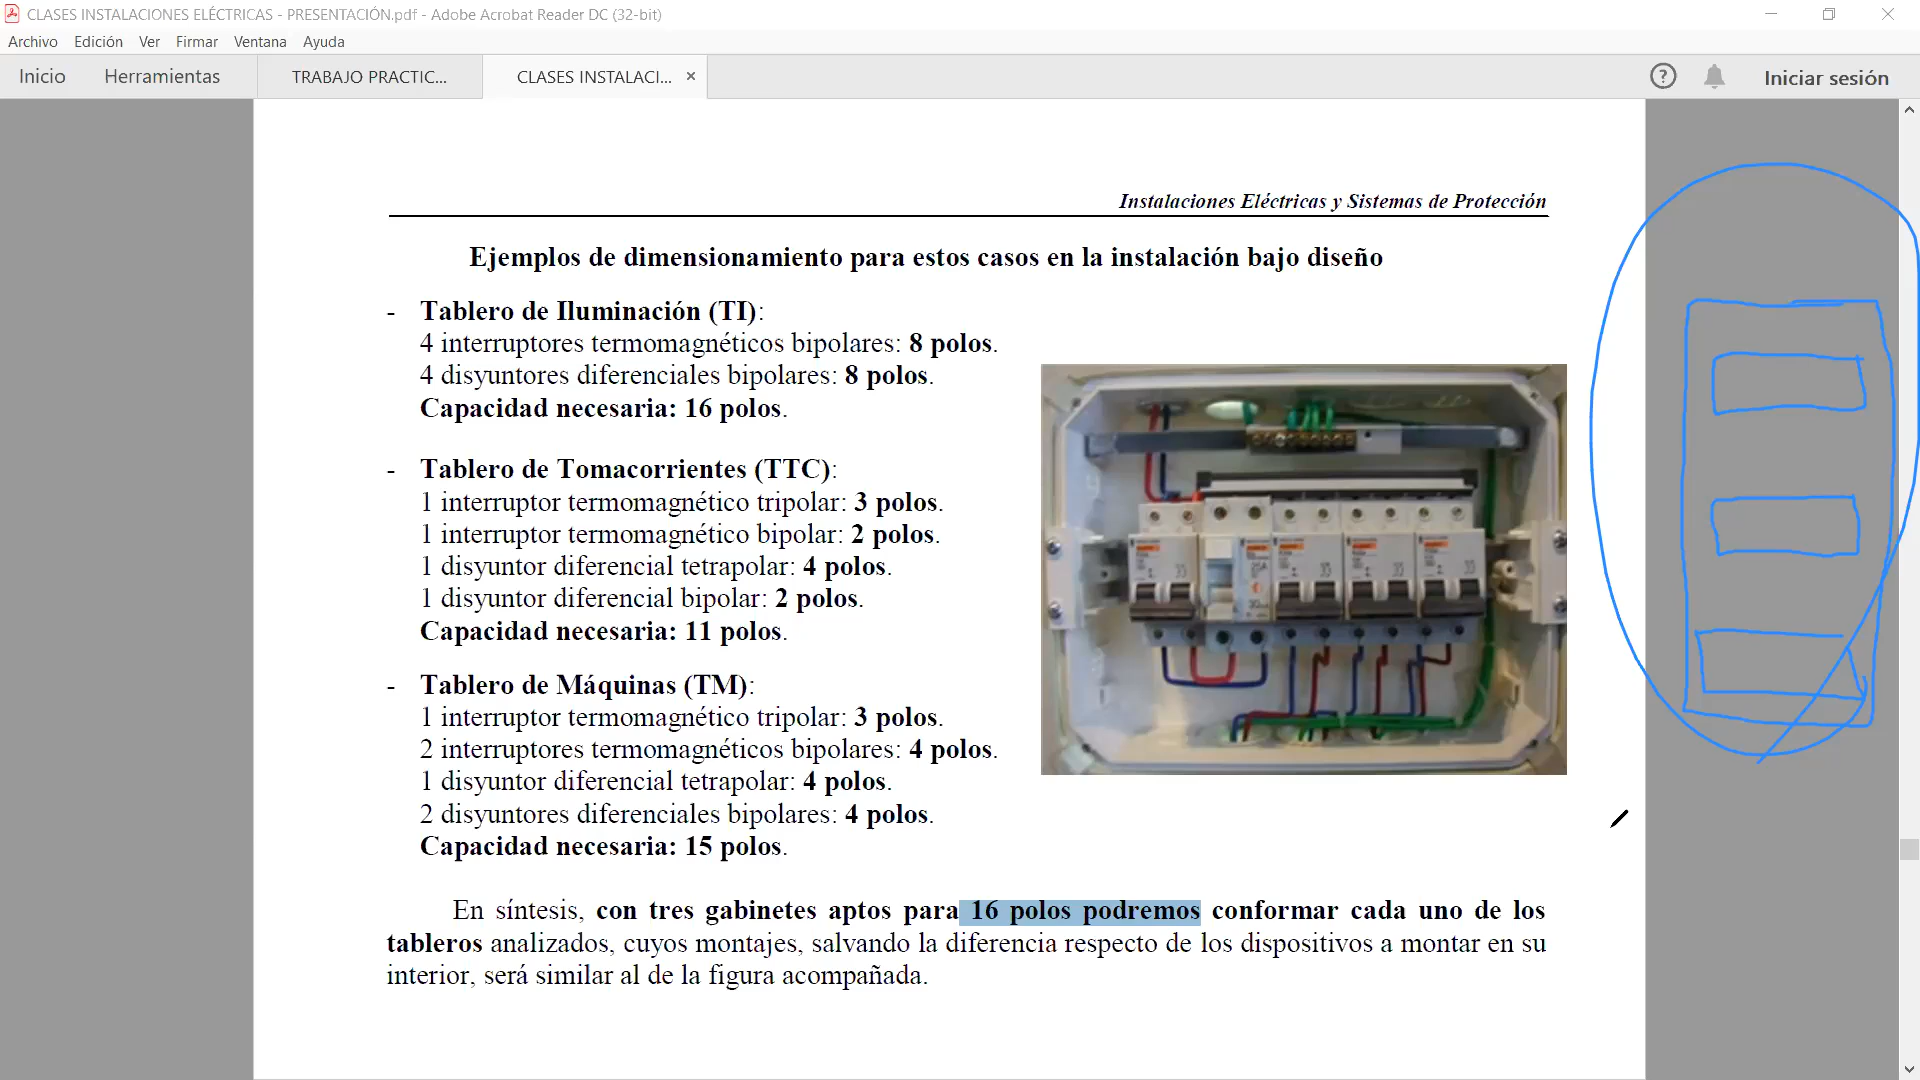 CLASES INSTALACIONES ELÉCTRICAS - PRESENTACIÓN.pdf - Adobe Acrobat Reader DC (32-bit)
Archivo Edición Ver Firmar Ventana Ayuda
Inicio Herramientas TRABAJO PRACTIC... CLASES INSTALACI... × ? Iniciar sesión
Instalaciones Eléctricas y Sistemas de Protección
Ejemplos de dimensionamiento para estos casos en la instalación bajo diseño
- Tablero de Iluminación (TI):
4 interruptores termomagnéticos bipolares: 8 polos.
4 disyuntores diferenciales bipolares: 8 polos.
Capacidad necesaria: 16 polos.
- Tablero de Tomacorrientes (TTC):
1 interruptor termomagnético tripolar: 3 polos.
1 interruptor termomagnético bipolar: 2 polos.
1 disyuntor diferencial tetrapolar: 4 polos.
1 disyuntor diferencial bipolar: 2 polos.
Capacidad necesaria: 11 polos.
- Tablero de Máquinas (TM):
1 interruptor termomagnético tripolar: 3 polos.
2 interruptores termomagnéticos bipolares: 4 polos.
1 disyuntor diferencial tetrapolar: 4 polos.
2 disyuntores diferenciales bipolares: 4 polos.
Capacidad necesaria: 15 polos.
En síntesis, con tres gabinetes aptos para 16 polos podremos conformar cada uno de los
tableros analizados, cuyos montajes, salvando la diferencia respecto de los dispositivos a montar en su
interior, será similar al de la figura acompañada.